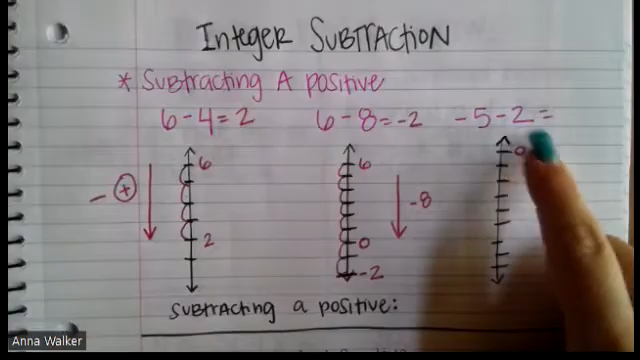 Integer Subtraction
* Subtracting A positive
6 - 4 = 2 6 - 8 = -2 -5 - 2 =
6 6 0
- +
-8
2 0
-2
Subtracting a positive:
Anna Walker